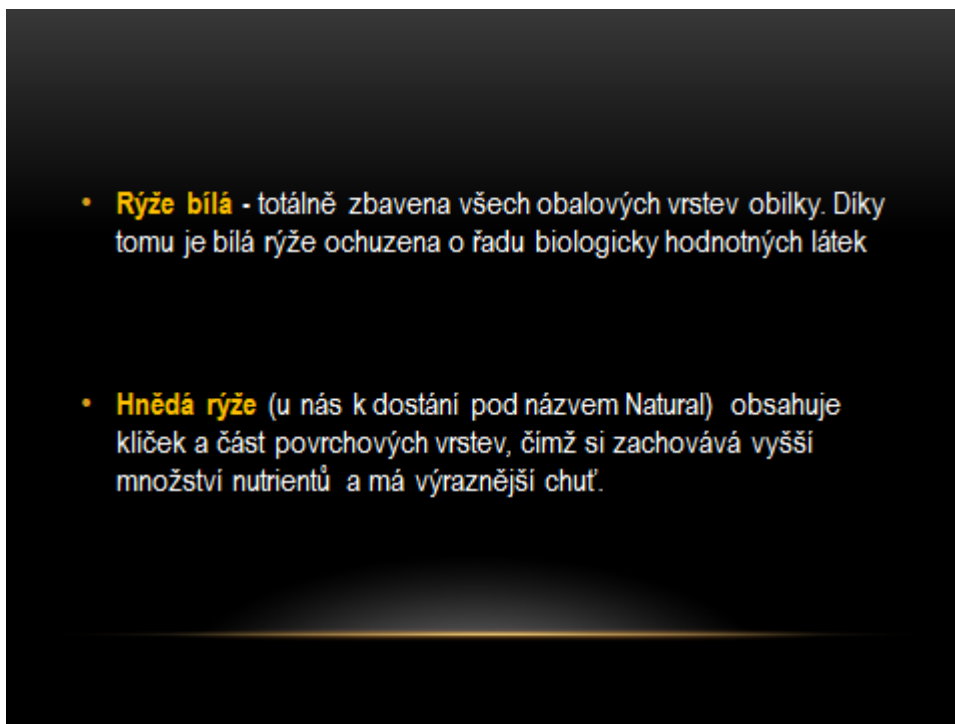 • Rýže bílá - totálně zbavena všech obalových vrstev obilky. Díky
tomu je bílá rýže ochuzena o řadu biologicky hodnotných látek
• Hnědá rýže (u nás k dostání pod názvem Natural) obsahuje
klíček a část povrchových vrstev, čímž si zachovává vyšší
množství nutrientů a má výraznější chuť.